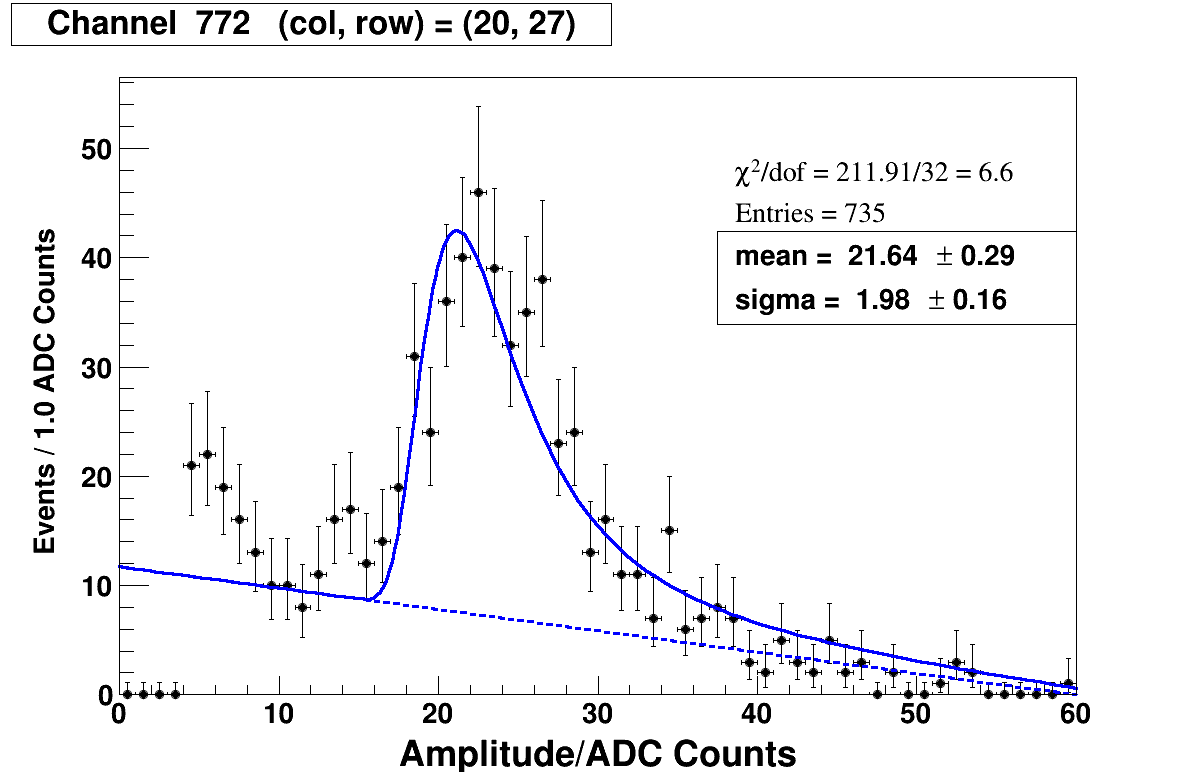 Channel 772 (col, row) = (20, 27)
χ²/dof = 211.91/32 = 6.6
Entries = 735
mean = 21.64 ± 0.29
sigma = 1.98 ± 0.16
Events / 1.0 ADC Counts
50
40
30
20
10
0
0 10 20 30 40 50 60
Amplitude/ADC Counts